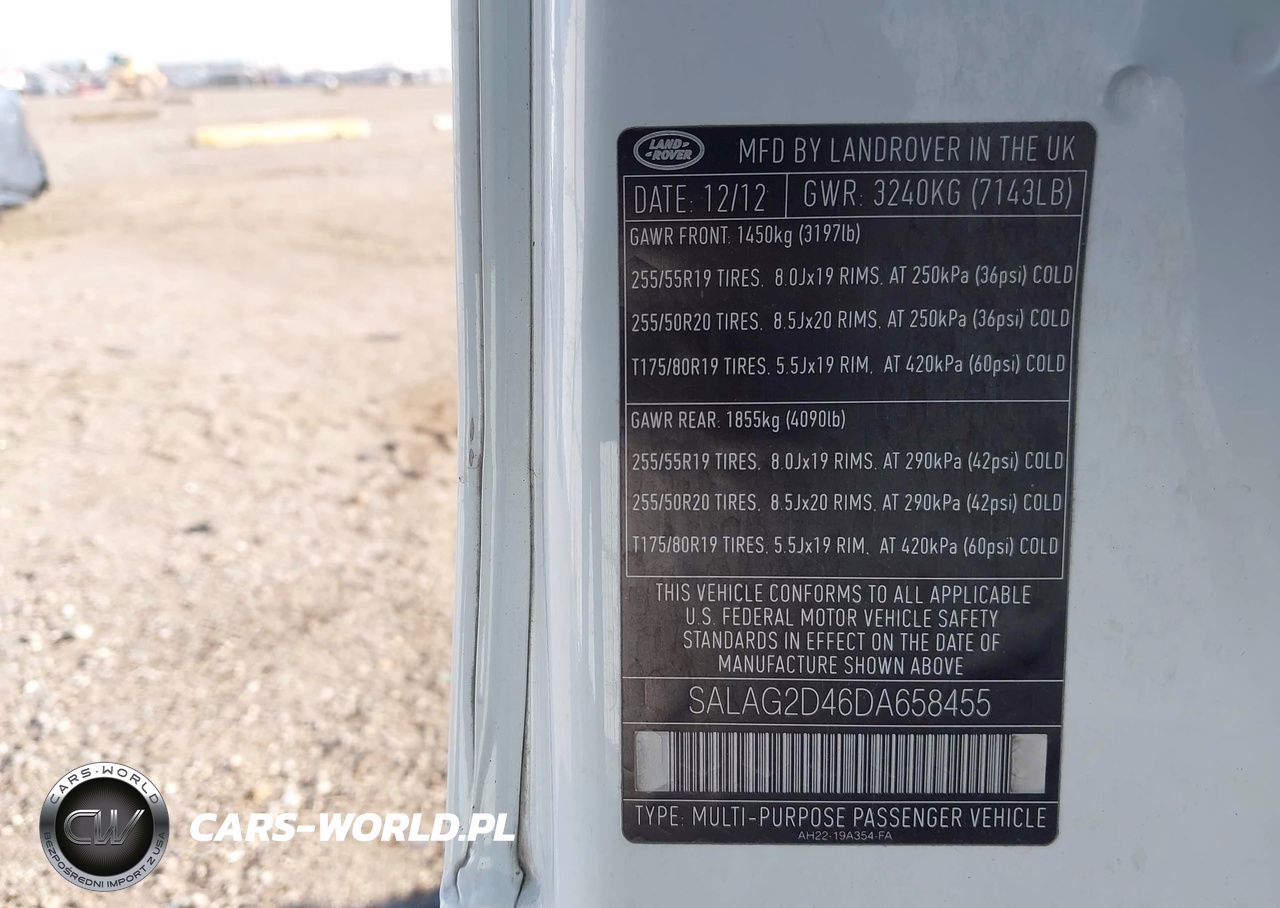 LAND ROVER
MFD BY LANDROVER IN THE UK
DATE: 12/12 GWR: 3240KG (7143LB)
GAWR FRONT: 1450kg (3197lb)
255/55R19 TIRES, 8.0Jx19 RIMS, AT 250kPa (36psi) COLD
255/50R20 TIRES, 8.5Jx20 RIMS, AT 250kPa (36psi) COLD
T175/80R19 TIRES, 5.5Jx19 RIM, AT 420kPa (60psi) COLD
GAWR REAR: 1855kg (4090lb)
255/55R19 TIRES, 8.0Jx19 RIMS, AT 290kPa (42psi) COLD
255/50R20 TIRES, 8.5Jx20 RIMS, AT 290kPa (42psi) COLD
T175/80R19 TIRES, 5.5Jx19 RIM, AT 420kPa (60psi) COLD
THIS VEHICLE CONFORMS TO ALL APPLICABLE
U.S. FEDERAL MOTOR VEHICLE SAFETY
STANDARDS IN EFFECT ON THE DATE OF
MANUFACTURE SHOWN ABOVE
SALAG2D46DA658455
TYPE: MULTI-PURPOSE PASSENGER VEHICLE
AH22-19A354-FA
CARS-WORLD
CW
BEZPOŚREDNI IMPORT Z USA
CARS-WORLD.PL